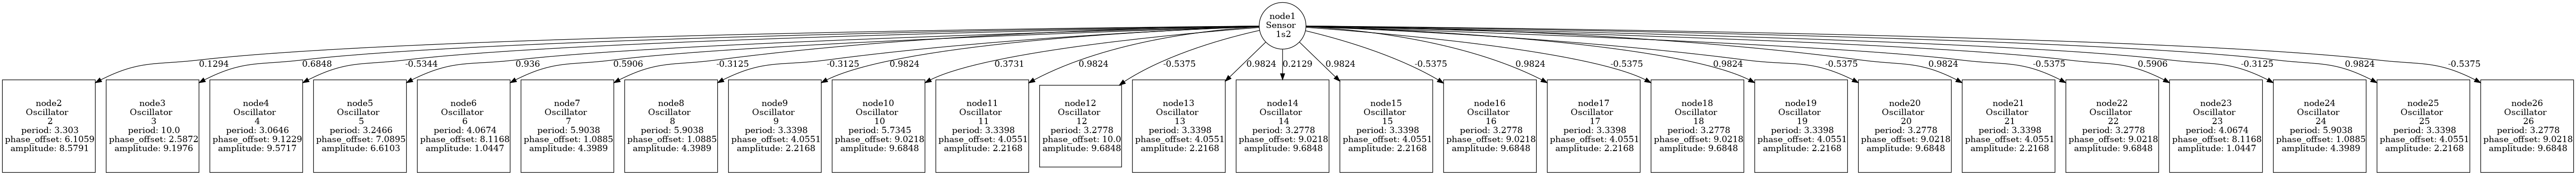 node1
Sensor
1s2
0.1294
0.6848
-0.5344
0.936
0.5906
-0.3125
-0.3125
0.9824
0.3731
0.9824
-0.5375
0.9824
0.2129
0.9824
-0.5375
0.9824
-0.5375
0.9824
-0.5375
0.9824
-0.5375
0.5906
-0.3125
0.9824
-0.5375
node2
Oscillator
2
period: 3.303
phase_offset: 6.1059
amplitude: 8.5791
node3
Oscillator
3
period: 10.0
phase_offset: 2.5872
amplitude: 9.1976
node4
Oscillator
4
period: 3.0646
phase_offset: 9.1229
amplitude: 9.5717
node5
Oscillator
5
period: 3.2466
phase_offset: 7.0895
amplitude: 6.6103
node6
Oscillator
6
period: 4.0674
phase_offset: 8.1168
amplitude: 1.0447
node7
Oscillator
7
period: 5.9038
phase_offset: 1.0885
amplitude: 4.3989
node8
Oscillator
8
period: 5.9038
phase_offset: 1.0885
amplitude: 4.3989
node9
Oscillator
9
period: 3.3398
phase_offset: 4.0551
amplitude: 2.2168
node10
Oscillator
10
period: 5.7345
phase_offset: 9.0218
amplitude: 9.6848
node11
Oscillator
11
period: 3.3398
phase_offset: 4.0551
amplitude: 2.2168
node12
Oscillator
12
period: 3.2778
phase_offset: 10.0
amplitude: 9.6848
node13
Oscillator
13
period: 3.3398
phase_offset: 4.0551
amplitude: 2.2168
node14
Oscillator
14
period: 3.2778
phase_offset: 9.0218
amplitude: 9.6848
node15
Oscillator
15
period: 3.3398
phase_offset: 4.0551
amplitude: 2.2168
node16
Oscillator
16
period: 3.2778
phase_offset: 9.0218
amplitude: 9.6848
node17
Oscillator
17
period: 3.3398
phase_offset: 4.0551
amplitude: 2.2168
node18
Oscillator
18
period: 3.2778
phase_offset: 9.0218
amplitude: 9.6848
node19
Oscillator
19
period: 3.3398
phase_offset: 4.0551
amplitude: 2.2168
node20
Oscillator
20
period: 3.2778
phase_offset: 9.0218
amplitude: 9.6848
node21
Oscillator
21
period: 3.3398
phase_offset: 4.0551
amplitude: 2.2168
node22
Oscillator
22
period: 3.2778
phase_offset: 9.0218
amplitude: 9.6848
node23
Oscillator
23
period: 4.0674
phase_offset: 8.1168
amplitude: 1.0447
node24
Oscillator
24
period: 5.9038
phase_offset: 1.0885
amplitude: 4.3989
node25
Oscillator
25
period: 3.3398
phase_offset: 4.0551
amplitude: 2.2168
node26
Oscillator
26
period: 3.2778
phase_offset: 9.0218
amplitude: 9.6848